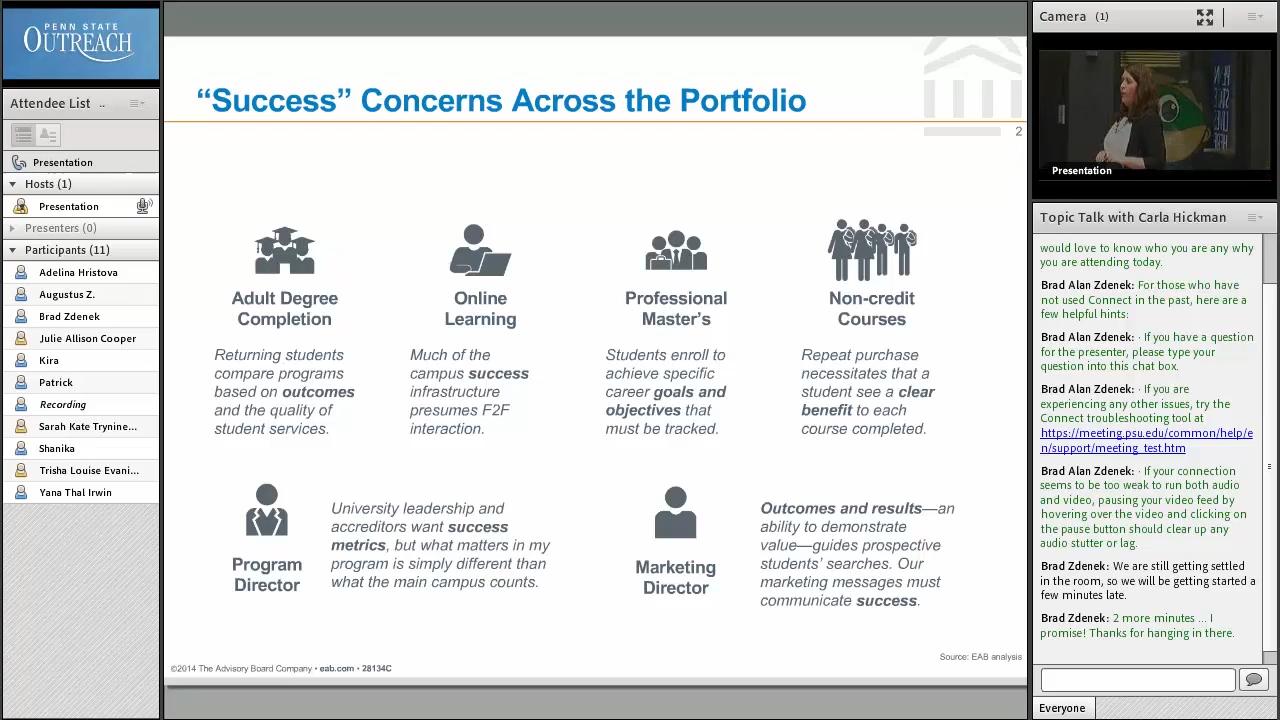 PENN STATE
OUTREACH
Attendee List ..
Presentation
Hosts (1)
Presentation
Presenters (0)
Participants (11)
Adelina Hristova
Augustus Z.
Brad Zdenek
Julie Allison Cooper
Kira
Patrick
Recording
Sarah Kate Trynine...
Shanika
Trisha Louise Evani...
Yana Thal Irwin
“Success” Concerns Across the Portfolio
2
Adult Degree
Completion
Returning students
compare programs
based on outcomes
and the quality of
student services.
Online
Learning
Much of the
campus success
infrastructure
presumes F2F
interaction.
Professional
Master’s
Students enroll to
achieve specific
career goals and
objectives that
must be tracked.
Non-credit
Courses
Repeat purchase
necessitates that a
student see a clear
benefit to each
course completed.
Program
Director
University leadership and
accreditors want success
metrics, but what matters in my
program is simply different than
what the main campus counts.
Marketing
Director
Outcomes and results—an
ability to demonstrate
value—guides prospective
students’ searches. Our
marketing messages must
communicate success.
Source: EAB analysis
©2014 The Advisory Board Company • eab.com • 28134C
Camera (1)
Presentation
Topic Talk with Carla Hickman
would love to know who you are any why
you are attending today.
Brad Alan Zdenek: For those who have
not used Connect in the past, here are a
few helpful hints:
Brad Alan Zdenek: · If you have a question
for the presenter, please type your
question into this chat box.
Brad Alan Zdenek: · If you are
experiencing any other issues, try the
Connect troubleshooting tool at
https://meeting.psu.edu/common/help/e
n/support/meeting_test.htm
Brad Alan Zdenek: · If your connection
seems to be too weak to run both audio
and video, pausing your video feed by
hovering over the video and clicking on
the pause button should clear up any
audio stutter or lag.
Brad Zdenek: We are still getting settled
in the room, so we will be getting started a
few minutes late.
Brad Zdenek: 2 more minutes ... I
promise! Thanks for hanging in there.
Everyone